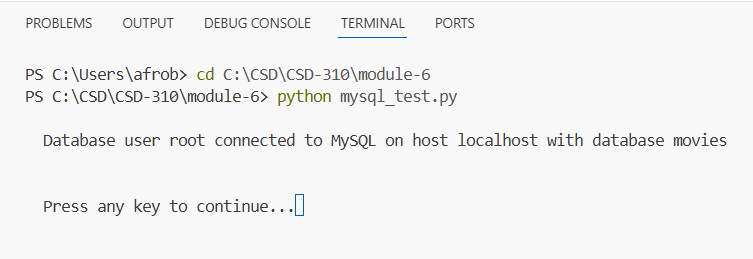 PROBLEMS OUTPUT DEBUG CONSOLE TERMINAL PORTS
PS C:\Users\afrob> cd C:\CSD\CSD-310\module-6
PS C:\CSD\CSD-310\module-6> python mysql_test.py
Database user root connected to MySQL on host localhost with database movies
Press any key to continue...